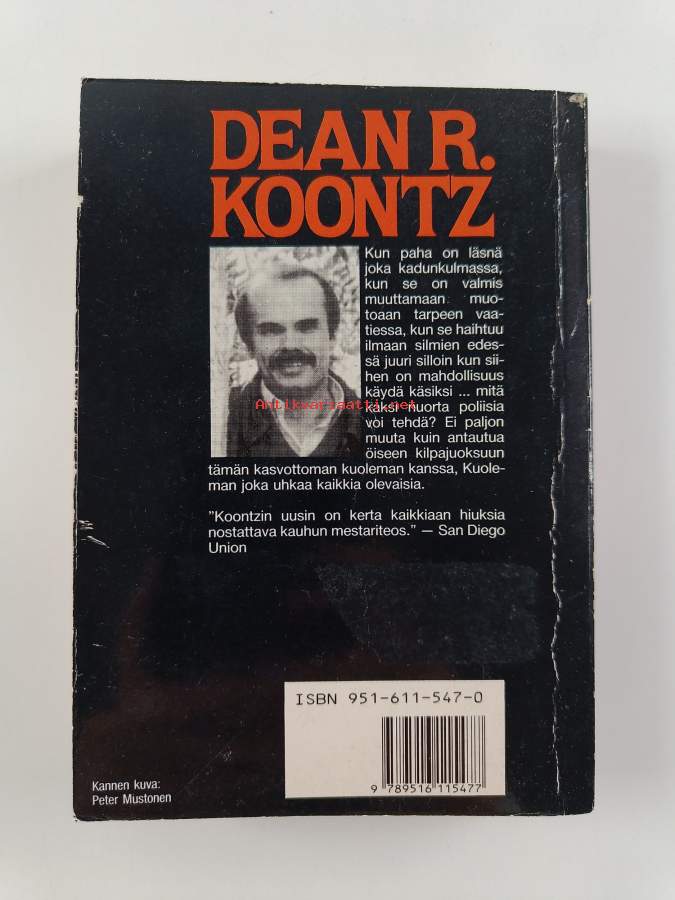 DEAN R.
KOONTZ
Kun paha on läsnä
joka kadunkulmassa,
kun se on valmis
muuttamaan muo-
toaan tarpeen vaa-
tiessa, kun se haihtuu
ilmaan silmien edes-
sä juuri silloin kun sii-
hen on mahdollisuus
käydä käsiksi ... mitä
kaksi nuorta poliisia
voi tehdä? Ei paljon
muuta kuin antautua
öiseen kilpajuoksuun
tämän kasvottoman kuoleman kanssa, Kuole-
man joka uhkaa kaikkia olevaisia.
"Koontzin uusin on kerta kaikkiaan hiuksia
nostattava kauhun mestariteos." — San Diego
Union
Antikvariaatti.net
ISBN 951-611-547-0
9 789516 115477
Kannen kuva:
Peter Mustonen